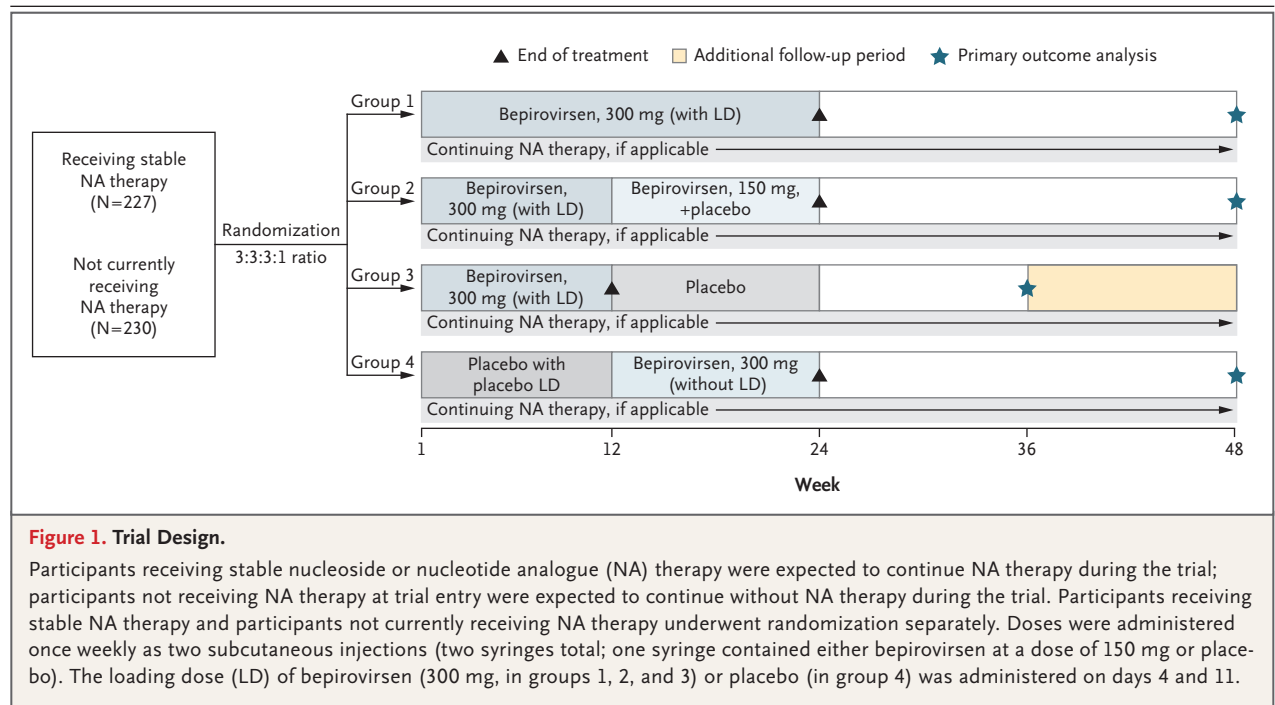 End of treatment
Additional follow-up period
Primary outcome analysis
Receiving stable
NA therapy
(N=227)
Not currently
receiving
NA therapy
(N=230)
Randomization
3:3:3:1 ratio
Group 1
Bepirovirsen, 300 mg (with LD)
Continuing NA therapy, if applicable
Group 2
Bepirovirsen,
300 mg (with LD)
Bepirovirsen, 150 mg,
+placebo
Continuing NA therapy, if applicable
Group 3
Bepirovirsen,
300 mg (with LD)
Placebo
Continuing NA therapy, if applicable
Group 4
Placebo with
placebo LD
Bepirovirsen, 300 mg
(without LD)
Continuing NA therapy, if applicable
1
12
24
36
48
Week
Figure 1. Trial Design.
Participants receiving stable nucleoside or nucleotide analogue (NA) therapy were expected to continue NA therapy during the trial;
participants not receiving NA therapy at trial entry were expected to continue without NA therapy during the trial. Participants receiving
stable NA therapy and participants not currently receiving NA therapy underwent randomization separately. Doses were administered
once weekly as two subcutaneous injections (two syringes total; one syringe contained either bepirovirsen at a dose of 150 mg or place-
bo). The loading dose (LD) of bepirovirsen (300 mg, in groups 1, 2, and 3) or placebo (in group 4) was administered on days 4 and 11.